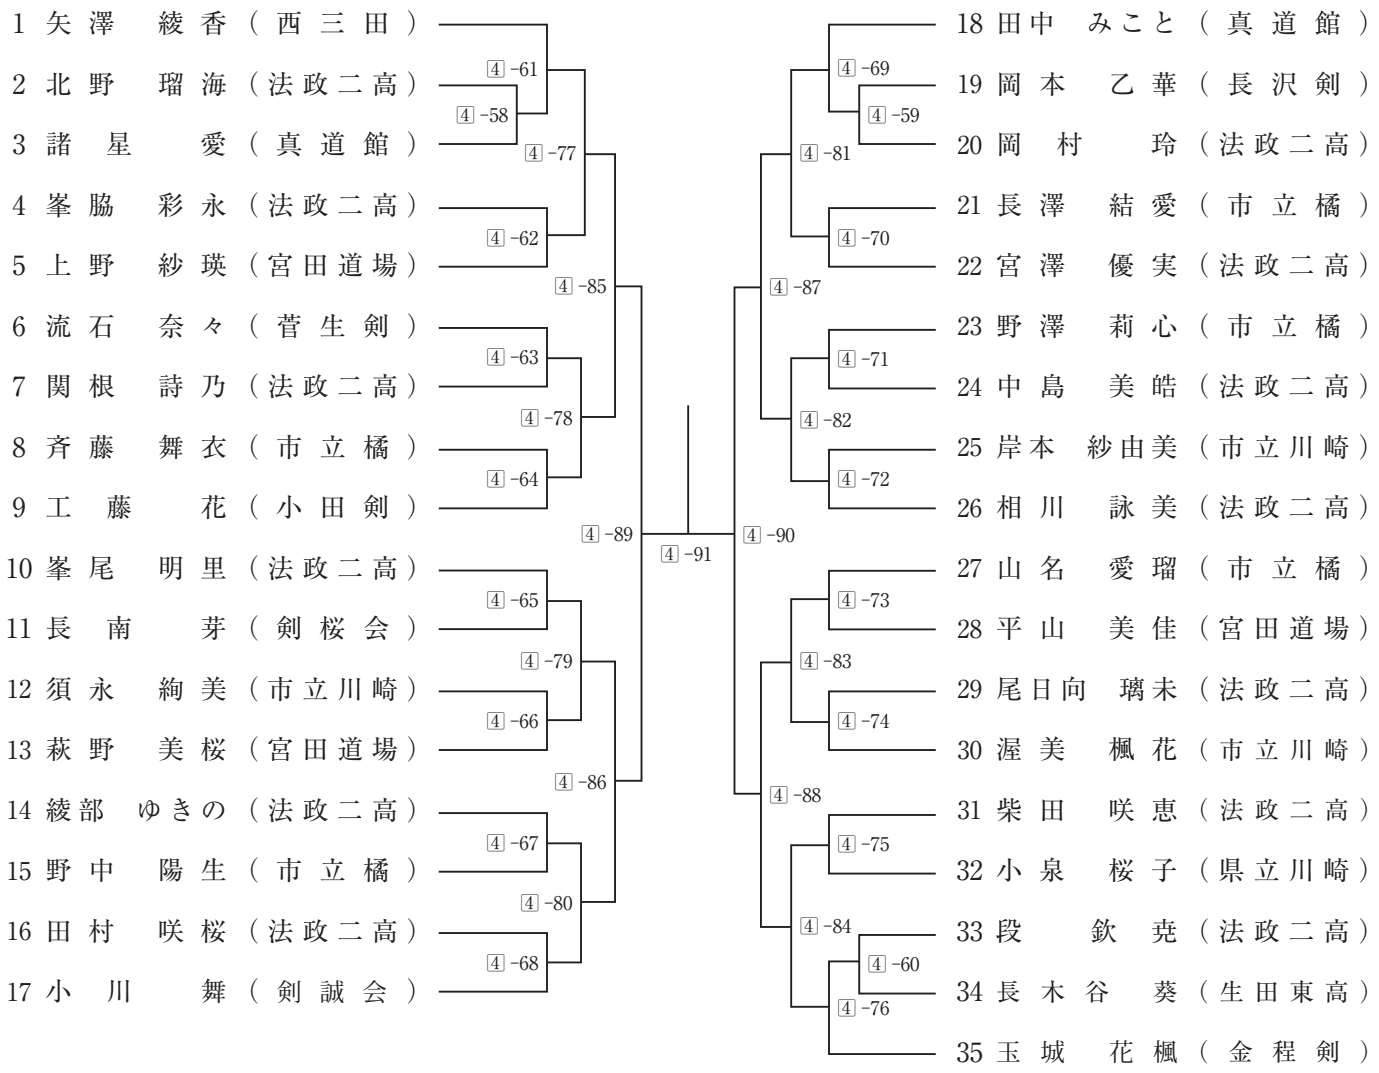 1 矢澤 綾香 (西三田)
2 北野 瑠海 (法政二高)
3 諸星 愛 (真道館)
4 峯脇 彩永 (法政二高)
5 上野 紗瑛 (宮田道場)
6 流石 奈々 (菅生剣)
7 関根 詩乃 (法政二高)
8 斉藤 舞衣 (市立橘)
9 工藤 花 (小田剣)
10 峯尾 明里 (法政二高)
11 長南 芽 (剣桜会)
12 須永 絢美 (市立川崎)
13 萩野 美桜 (宮田道場)
14 綾部 ゆきの (法政二高)
15 野中 陽生 (市立橘)
16 田村 咲桜 (法政二高)
17 小川 舞 (剣誠会)
4-61
4-58
4-77
4-62
4-85
4-63
4-78
4-64
4-89
4-65
4-79
4-66
4-86
4-67
4-80
4-68
4-91
4-69
4-59
4-81
4-70
4-87
4-71
4-82
4-72
4-90
4-73
4-83
4-74
4-88
4-75
4-84
4-60
4-76
18 田中 みこと (真道館)
19 岡本 乙華 (長沢剣)
20 岡村 玲 (法政二高)
21 長澤 結愛 (市立橘)
22 宮澤 優実 (法政二高)
23 野澤 莉心 (市立橘)
24 中島 美皓 (法政二高)
25 岸本 紗由美 (市立川崎)
26 相川 詠美 (法政二高)
27 山名 愛瑠 (市立橘)
28 平山 美佳 (宮田道場)
29 尾日向 璃未 (法政二高)
30 渥美 楓花 (市立川崎)
31 柴田 咲恵 (法政二高)
32 小泉 桜子 (県立川崎)
33 段 欽尭 (法政二高)
34 長木谷 葵 (生田東高)
35 玉城 花楓 (金程剣)